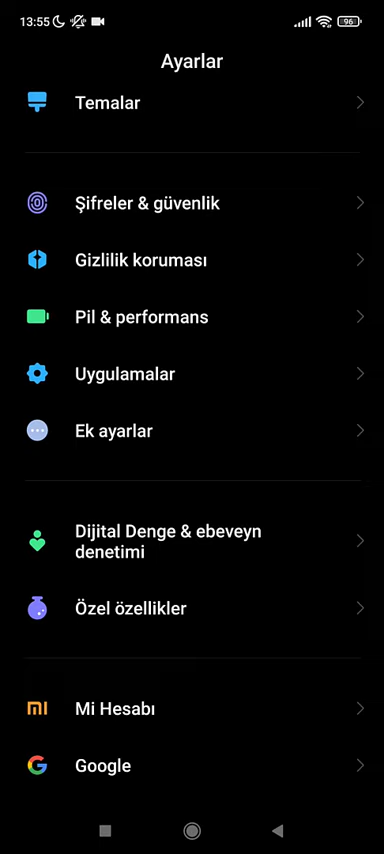 13:55 96
Ayarlar
Temalar
Şifreler & güvenlik
Gizlilik koruması
Pil & performans
Uygulamalar
Ek ayarlar
Dijital Denge & ebeveyn
denetimi
Özel özellikler
Mi Hesabı
Google